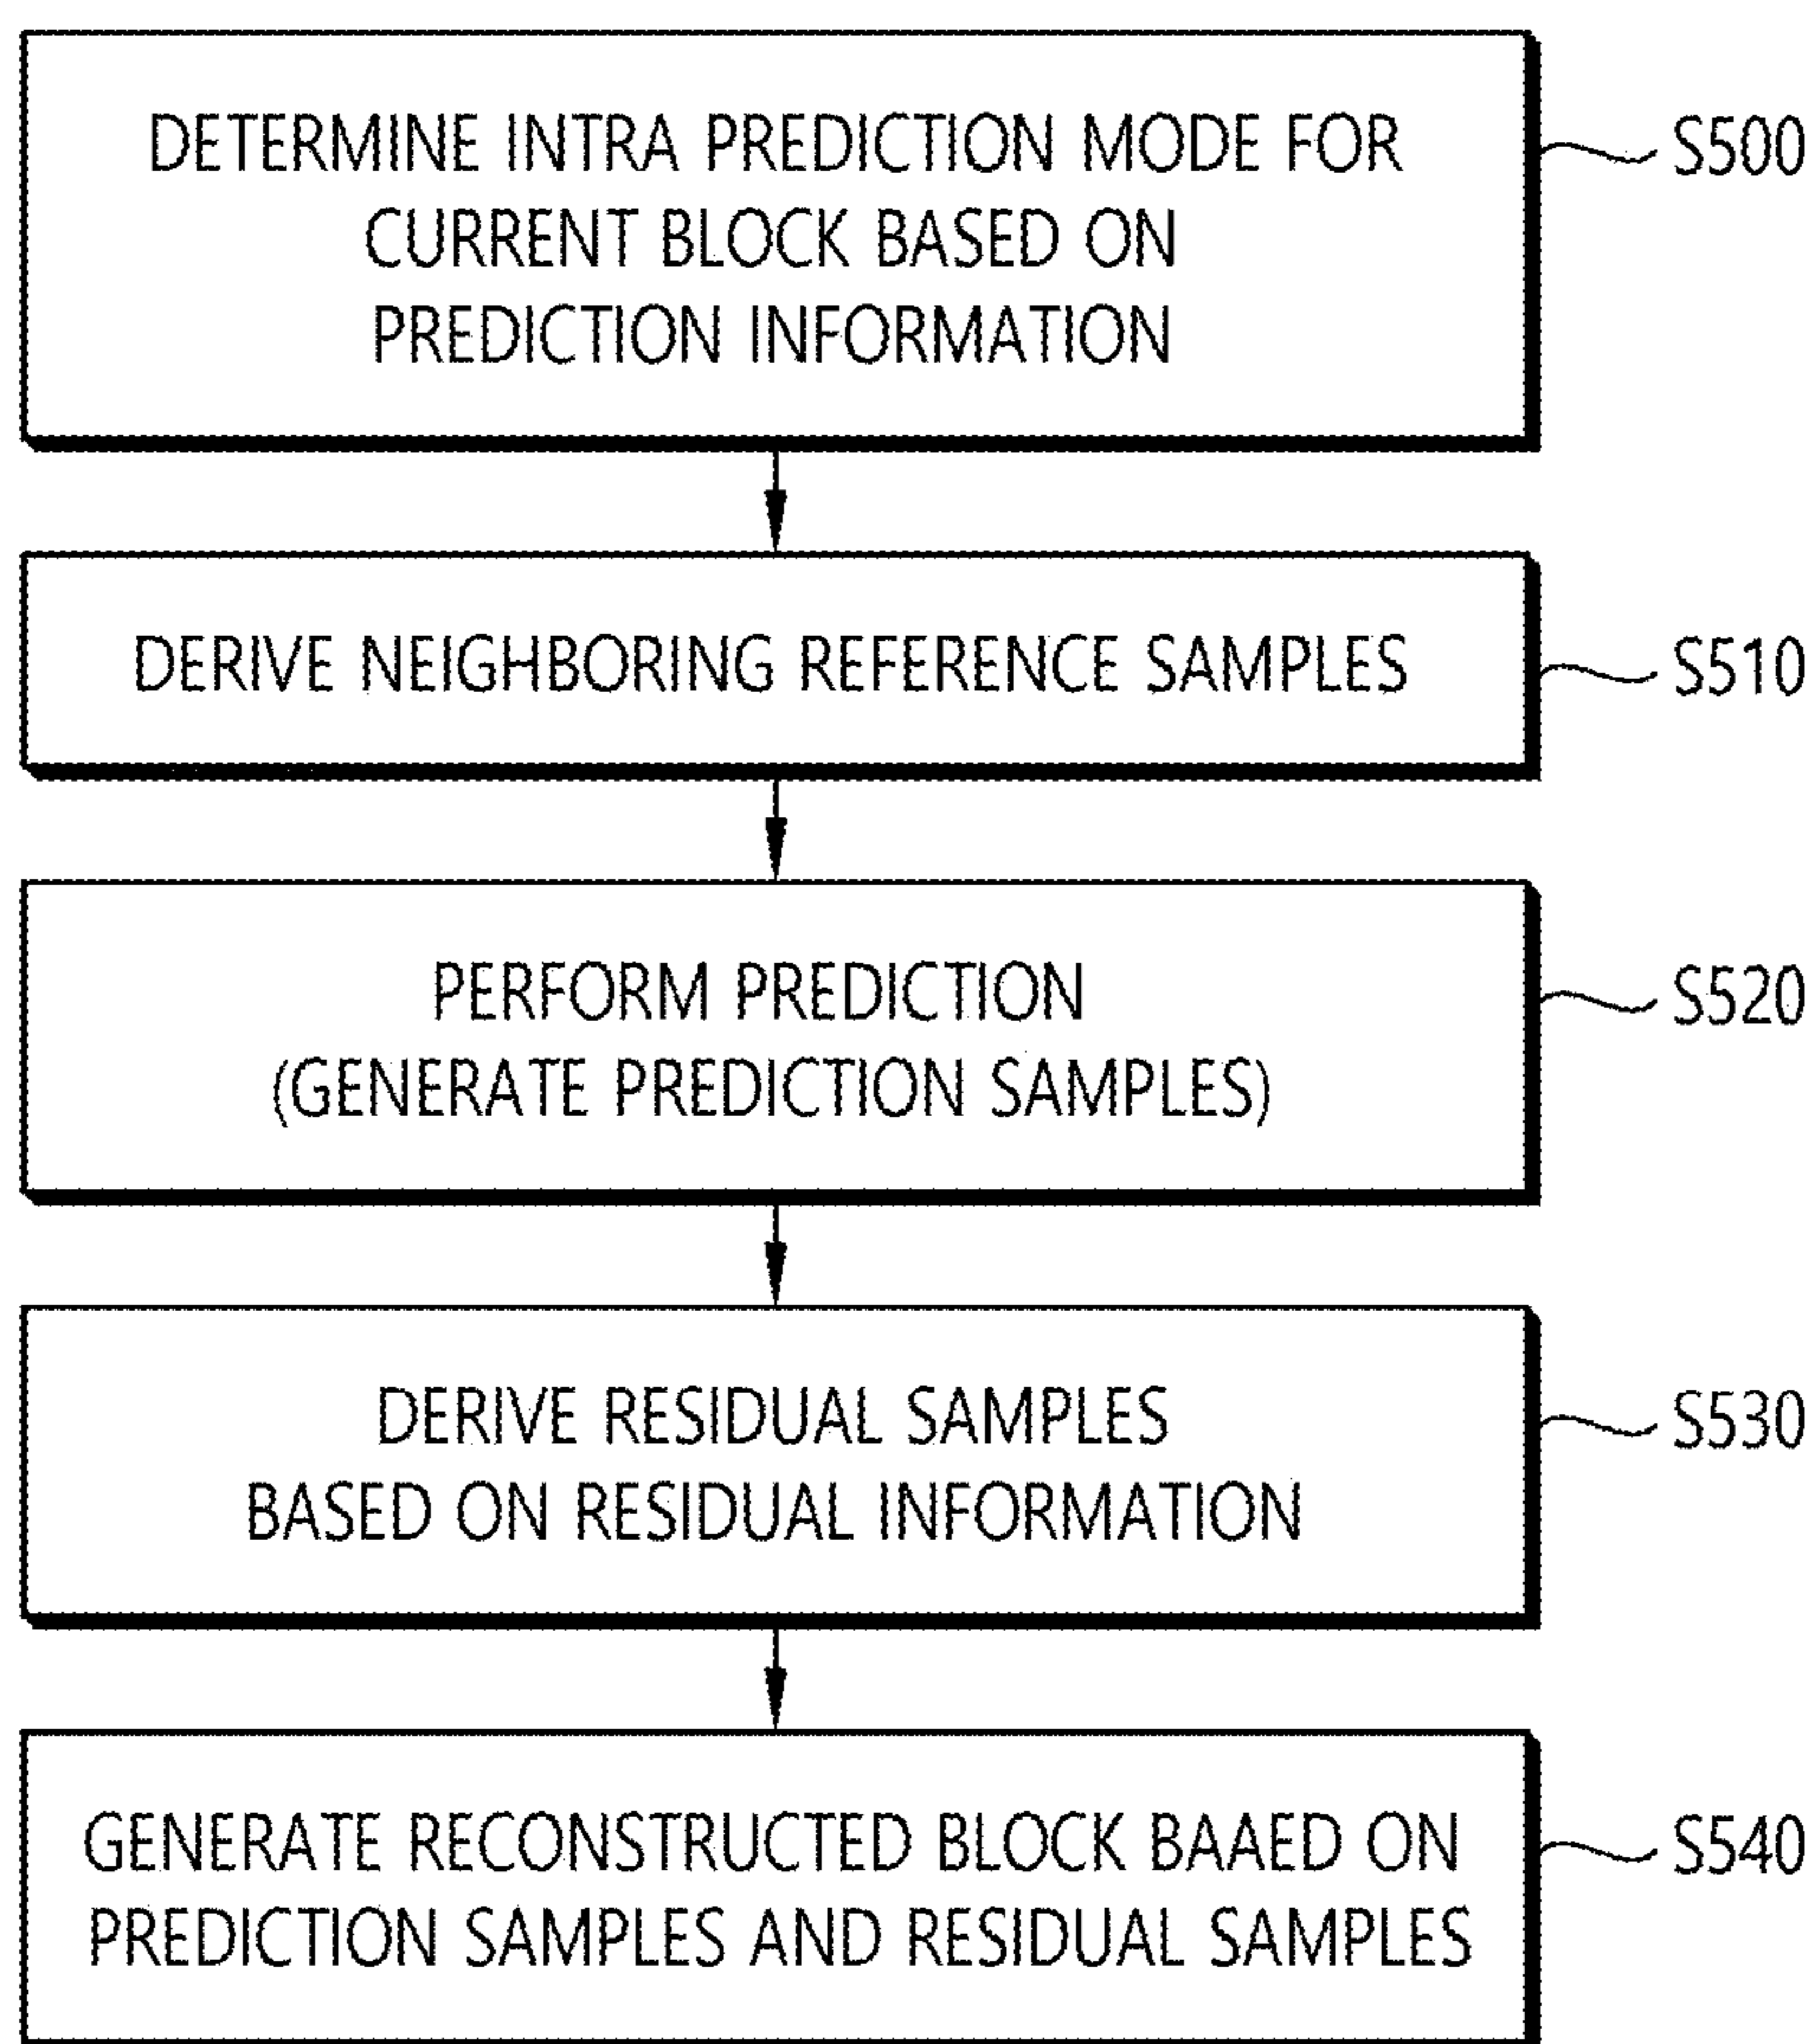 DETERMINE INTRA PREDICTION MODE FOR
CURRENT BLOCK BASED ON
PREDICTION INFORMATION
S500
DERIVE NEIGHBORING REFERENCE SAMPLES
S510
PERFORM PREDICTION
(GENERATE PREDICTION SAMPLES)
S520
DERIVE RESIDUAL SAMPLES
BASED ON RESIDUAL INFORMATION
S530
GENERATE RECONSTRUCTED BLOCK BAAED ON
PREDICTION SAMPLES AND RESIDUAL SAMPLES
S540